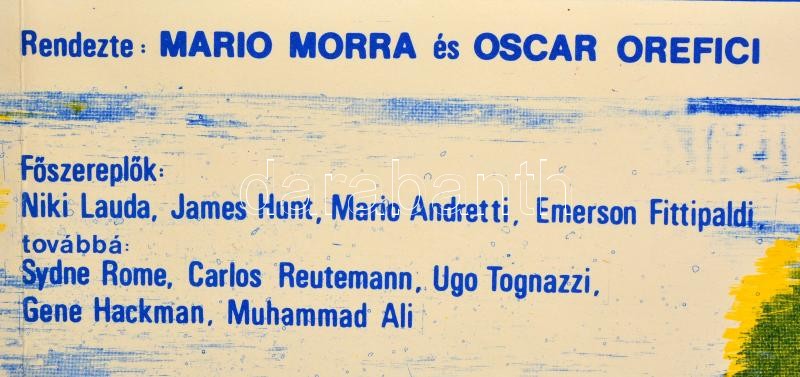 Rendezte: MARIO MORRA és OSCAR OREFICI
Főszereplők:
darabanth
Niki Lauda, James Hunt, Mario Andretti, Emerson Fittipaldi,
továbbá:
Sydne Rome, Carlos Reutemann, Ugo Tognazzi,
Gene Hackman, Muhammad Ali